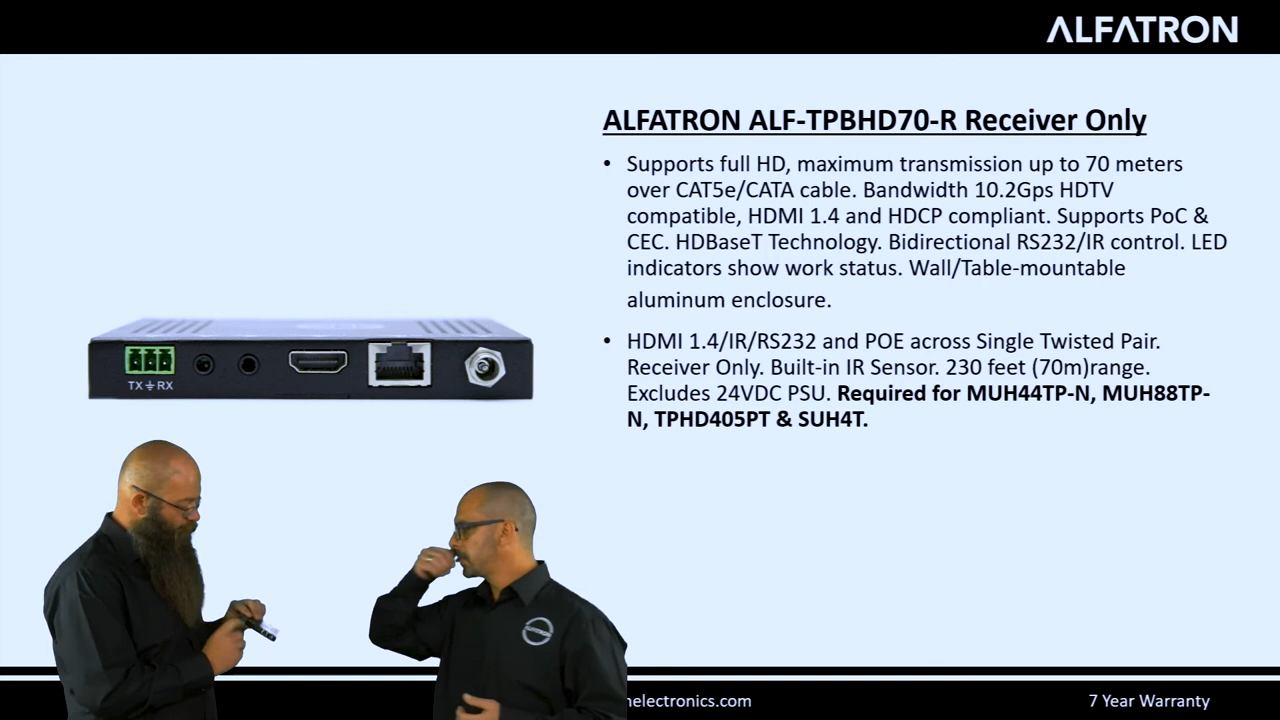 ALFATRON
ALFATRON ALF-TPBHD70-R Receiver Only
• Supports full HD, maximum transmission up to 70 meters
over CAT5e/CATA cable. Bandwidth 10.2Gps HDTV
compatible, HDMI 1.4 and HDCP compliant. Supports PoC &
CEC. HDBaseT Technology. Bidirectional RS232/IR control. LED
indicators show work status. Wall/Table-mountable
aluminum enclosure.
• HDMI 1.4/IR/RS232 and POE across Single Twisted Pair.
Receiver Only. Built-in IR Sensor. 230 feet (70m)range.
Excludes 24VDC PSU. Required for MUH44TP-N, MUH88TP-
N, TPHD405PT & SUH4T.
TX RX
ALFATRON
nelectronics.com
7 Year Warranty